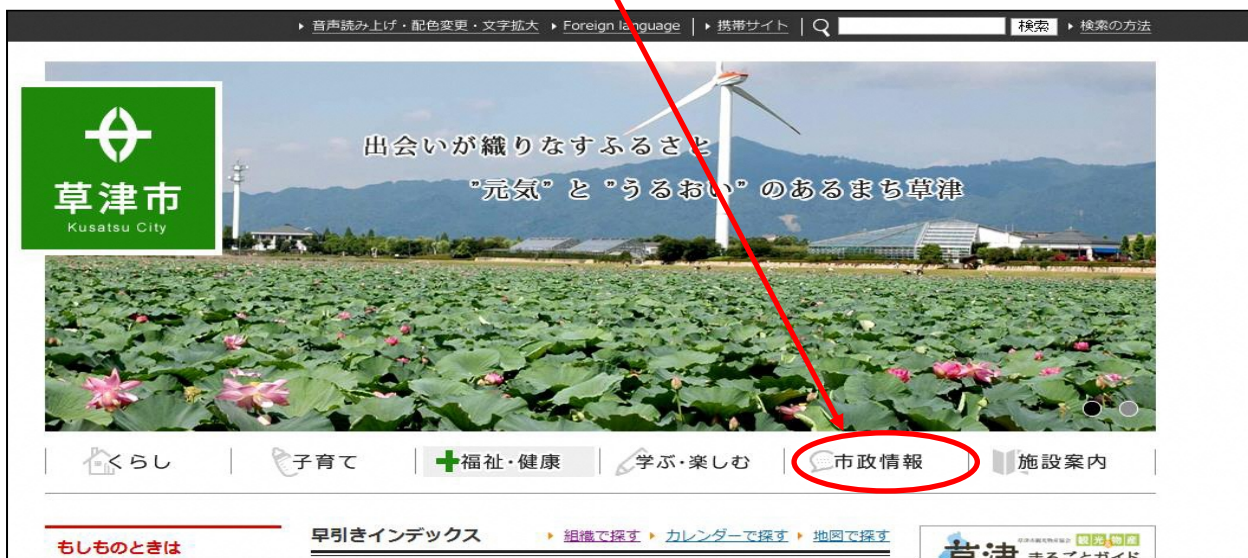 音声読み上げ・配色変更・文字拡大 Foreign language 携帯サイト 検索 検索の方法
草津市
Kusatsu City
出会いが織りなすふるさと
”元気” と ”うるおい” のあるまち草津
くらし 子育て 福祉・健康 学ぶ・楽しむ 市政情報 施設案内
もしものときは
早引きインデックス 組織で探す カレンダーで探す 地図で探す
観光物産
草津 まるごとガイド